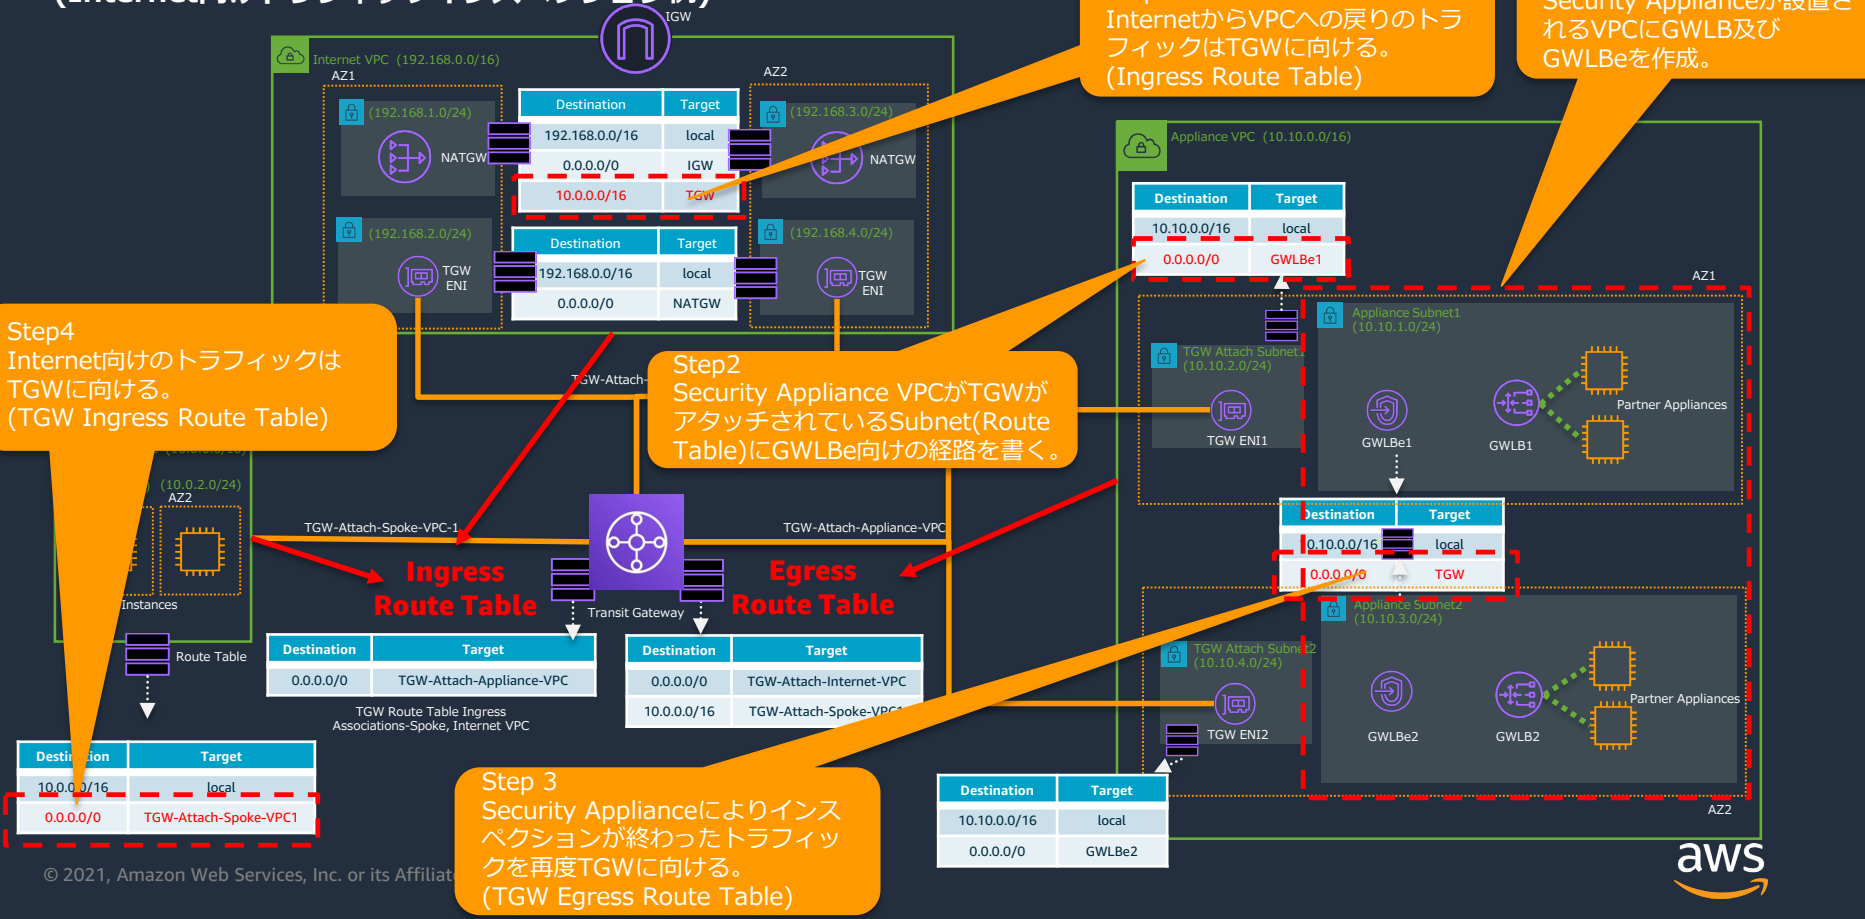 IGW
InternetからVPCへの戻りのトラ
フィックはTGWに向ける。
(Ingress Route Table)
れるVPCにGWLB及び
GWLBeを作成。
Internet VPC (192.168.0.0/16)
AZ1
AZ2
(192.168.1.0/24)
NATGW
Destination Target
192.168.0.0/16 local
0.0.0.0/0 IGW
10.0.0.0/16 TGW
(192.168.3.0/24)
NATGW
(192.168.2.0/24)
TGW
ENI
Destination Target
192.168.0.0/16 local
0.0.0.0/0 NATGW
(192.168.4.0/24)
TGW
ENI
Appliance VPC (10.10.0.0/16)
Destination Target
10.10.0.0/16 local
0.0.0.0/0 GWLBe1
AZ1
Appliance Subnet1
(10.10.1.0/24)
TGW Attach Subnet1
(10.10.2.0/24)
TGW ENI1
GWLBe1
GWLB1
Partner Appliances
Step4
Internet向けのトラフィックは
TGWに向ける。
(TGW Ingress Route Table)
TGW-Attach-
Step2
Security Appliance VPCがTGWが
アタッチされているSubnet(Route
Table)にGWLBe向けの経路を書く。
(10.0.2.0/24)
AZ2
Instances
Route Table
TGW-Attach-Spoke-VPC-1
TGW-Attach-Appliance-VPC
Ingress
Route Table
Egress
Route Table
Transit Gateway
Destination Target
0.0.0.0/0 TGW-Attach-Appliance-VPC
TGW Route Table Ingress
Associations-Spoke, Internet VPC
Destination Target
0.0.0.0/0 TGW-Attach-Internet-VPC
10.0.0.0/16 TGW-Attach-Spoke-VPC1
Destination Target
10.10.0.0/16 local
0.0.0.0/0 TGW
Appliance Subnet2
(10.10.3.0/24)
TGW Attach Subnet2
(10.10.4.0/24)
TGW ENI2
GWLBe2
GWLB2
Partner Appliances
AZ2
Destination Target
10.0.0.0/16 local
0.0.0.0/0 TGW-Attach-Spoke-VPC1
Step 3
Security Applianceによりインス
ペクションが終わったトラフィッ
クを再度TGWに向ける。
(TGW Egress Route Table)
Destination Target
10.10.0.0/16 local
0.0.0.0/0 GWLBe2
© 2021, Amazon Web Services, Inc. or its
aws